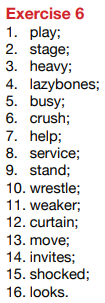 Exercise 6
1. play;
2. stage;
3. heavy;
4. lazybones;
5. busy;
6. crush;
7. help;
8. service;
9. stand;
10. wrestle;
11. weaker;
12. curtain;
13. move;
14. invites;
15. shocked;
16. looks.